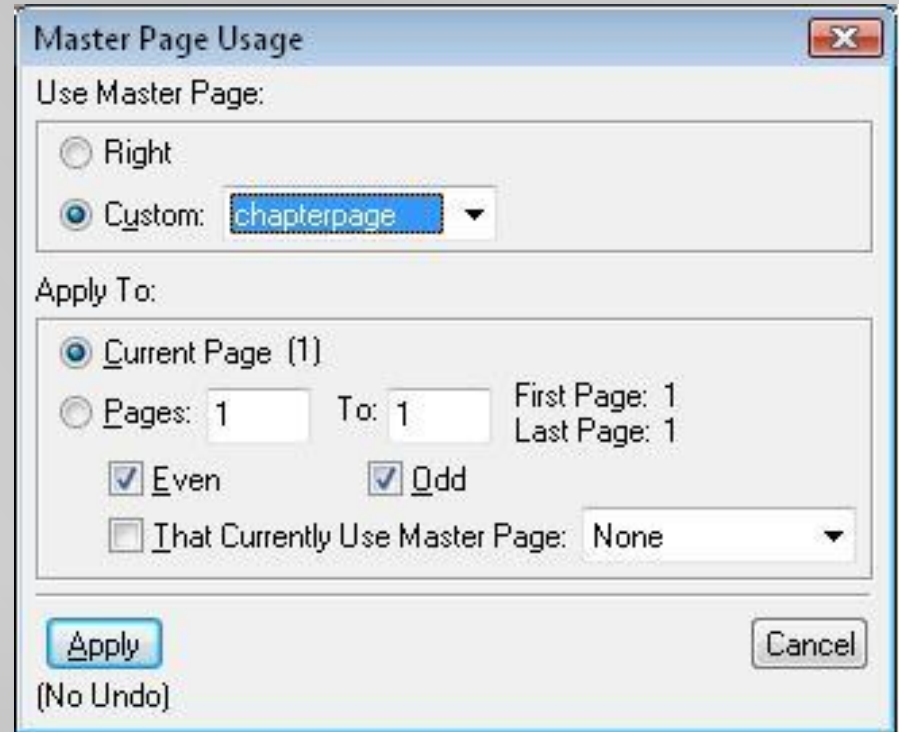 Master Page Usage
Use Master Page:
Right
Custom: chapterpage
Apply To:
Current Page (1)
Pages: 1 To: 1 First Page: 1
Last Page: 1
Even Odd
That Currently Use Master Page: None
Apply Cancel
(No Undo)